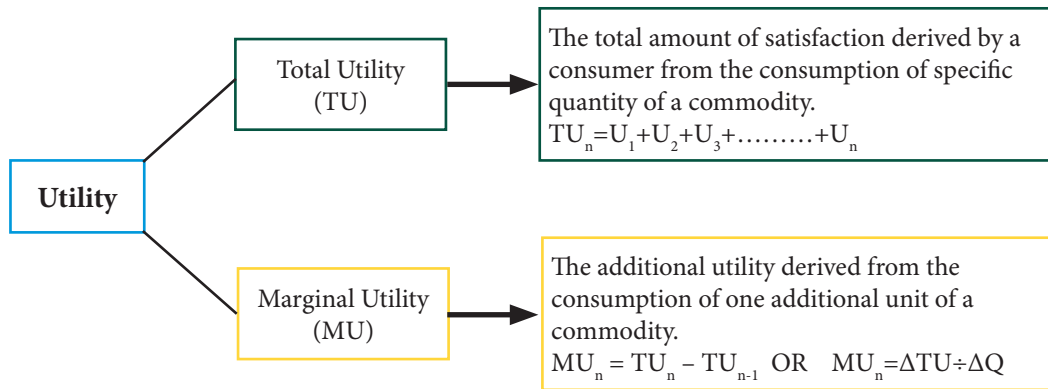 Utility
Total Utility
(TU)
The total amount of satisfaction derived by a
consumer from the consumption of specific
quantity of a commodity.
TUₙ=U₁+U₂+U₃+.........+Uₙ
Marginal Utility
(MU)
The additional utility derived from the
consumption of one additional unit of a
commodity.
MUₙ = TUₙ – TUₙ₋₁ OR MUₙ=ΔTU÷ΔQ